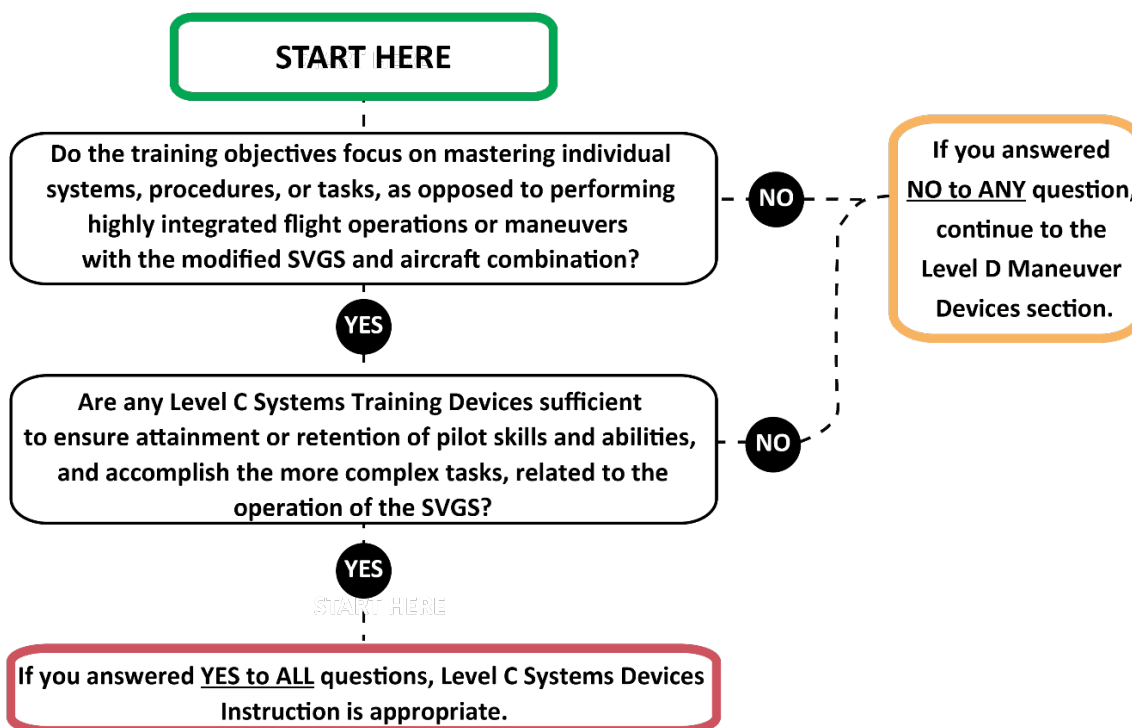 START HERE
Do the training objectives focus on mastering individual
systems, procedures, or tasks, as opposed to performing
highly integrated flight operations or maneuvers
with the modified SVGS and aircraft combination?
NO
If you answered
NO to ANY question,
continue to the
Level D Maneuver
Devices section.
YES
Are any Level C Systems Training Devices sufficient
to ensure attainment or retention of pilot skills and abilities,
and accomplish the more complex tasks, related to the
operation of the SVGS?
NO
YES
START HERE
If you answered YES to ALL questions, Level C Systems Devices
Instruction is appropriate.